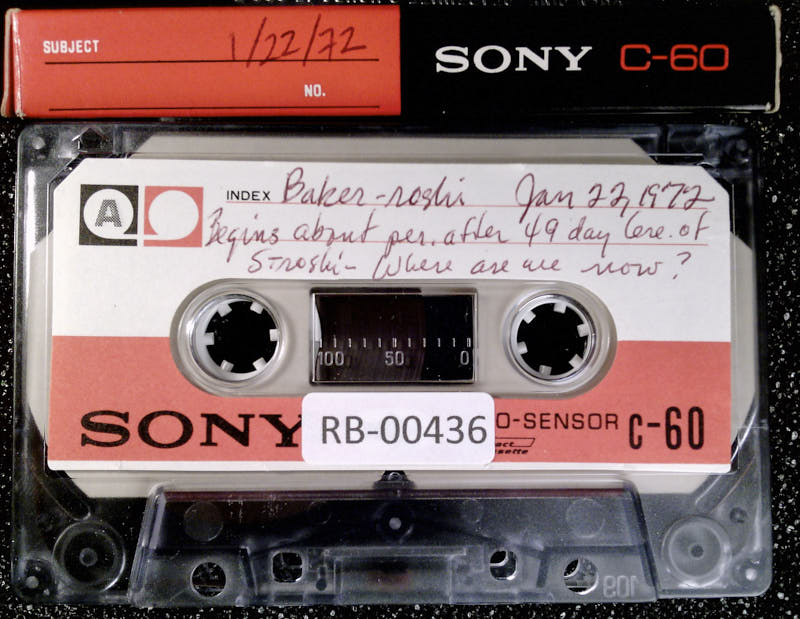 SUBJECT 1/22/72
NO.
SONY C-60
A INDEX Baker-roshi Jan 22, 1972
Begins about per. after 49 day Cere. of
S-roshi- Where are we now?
100 50 0
SONY O-SENSOR C-60
RB-00436